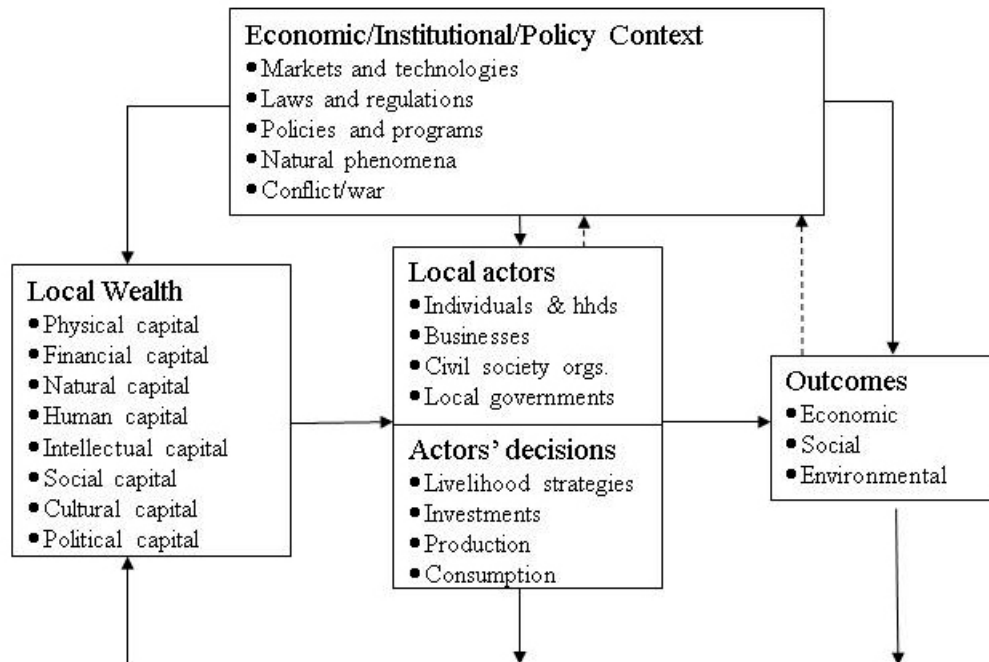 Economic/Institutional/Policy Context
●Markets and technologies
●Laws and regulations
●Policies and programs
●Natural phenomena
●Conflict/war
Local Wealth
●Physical capital
●Financial capital
●Natural capital
●Human capital
●Intellectual capital
●Social capital
●Cultural capital
●Political capital
Local actors
●Individuals & hhds
●Businesses
●Civil society orgs.
●Local governments
Actors’ decisions
●Livelihood strategies
●Investments
●Production
●Consumption
Outcomes
●Economic
●Social
●Environmental